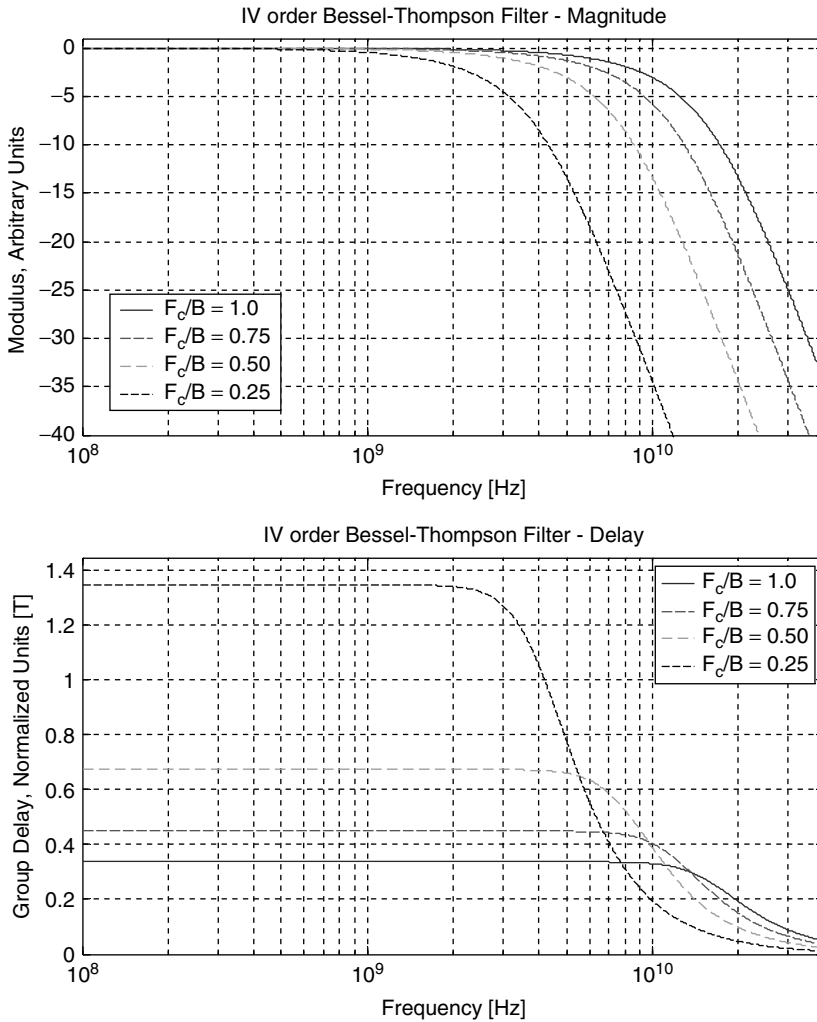 IV order Bessel-Thompson Filter - Magnitude
Modulus, Arbitrary Units
0
−5
−10
−15
−20
−25
−30
−35
−40
F_c/B = 1.0
F_c/B = 0.75
F_c/B = 0.50
F_c/B = 0.25
10^8
10^9
10^10
Frequency [Hz]
IV order Bessel-Thompson Filter - Delay
Group Delay, Normalized Units [T]
1.4
1.2
1
0.8
0.6
0.4
0.2
0
F_c/B = 1.0
F_c/B = 0.75
F_c/B = 0.50
F_c/B = 0.25
10^8
10^9
10^10
Frequency [Hz]